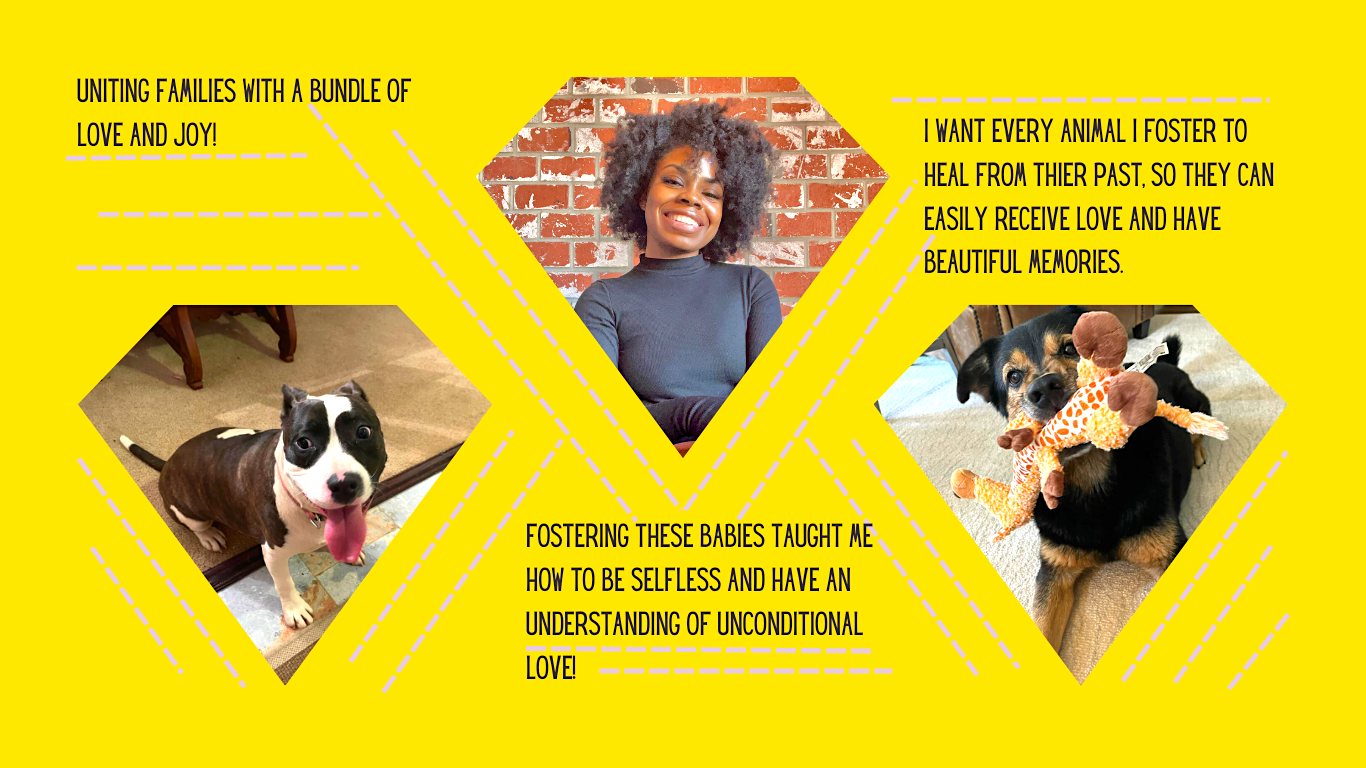 UNITING FAMILIES WITH A BUNDLE OF
LOVE AND JOY!
I WANT EVERY ANIMAL I FOSTER TO
HEAL FROM THIER PAST, SO THEY CAN
EASILY RECEIVE LOVE AND HAVE
BEAUTIFUL MEMORIES.
FOSTERING THESE BABIES TAUGHT ME
HOW TO BE SELFLESS AND HAVE AN
UNDERSTANDING OF UNCONDITIONAL
LOVE!